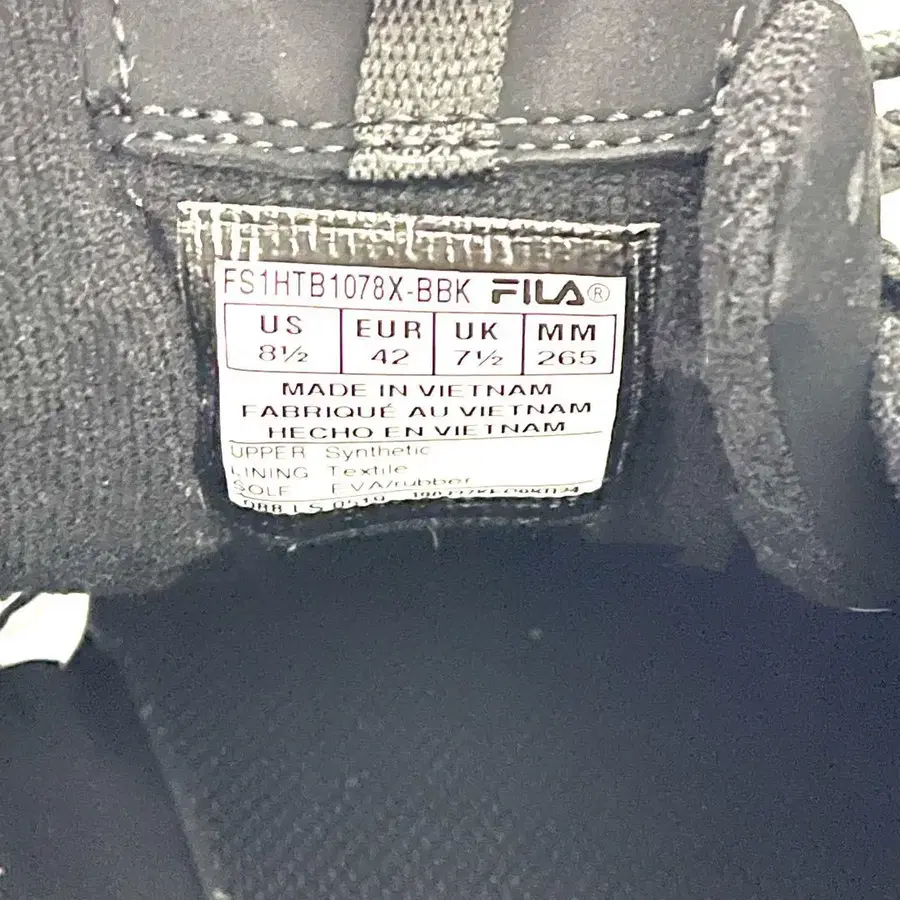 FS1HTB1078X-BBK FILA®
US EUR UK MM
8½ 42 7½ 265
MADE IN VIETNAM
FABRIQUÉ AU VIETNAM
HECHO EN VIETNAM
UPPER Synthetic
LINING Textile
SOLE EVA/rubber